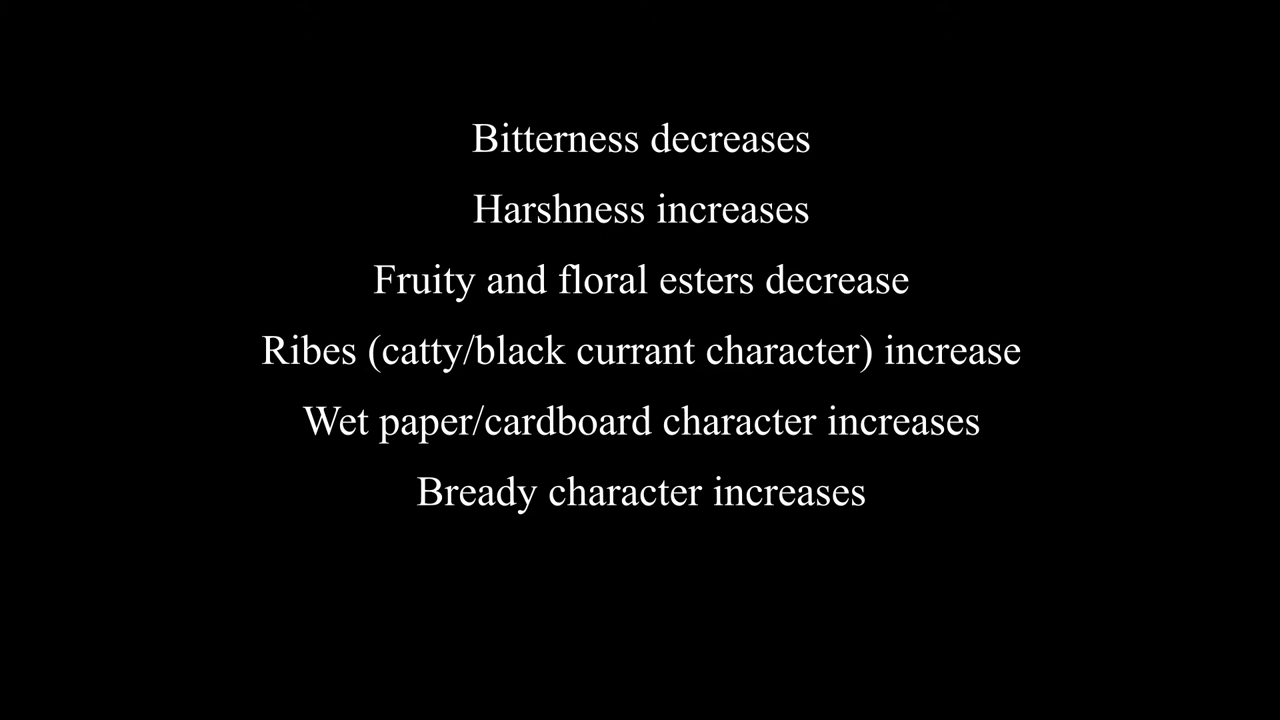 Bitterness decreases
Harshness increases
Fruity and floral esters decrease
Ribes (catty/black currant character) increase
Wet paper/cardboard character increases
Bready character increases